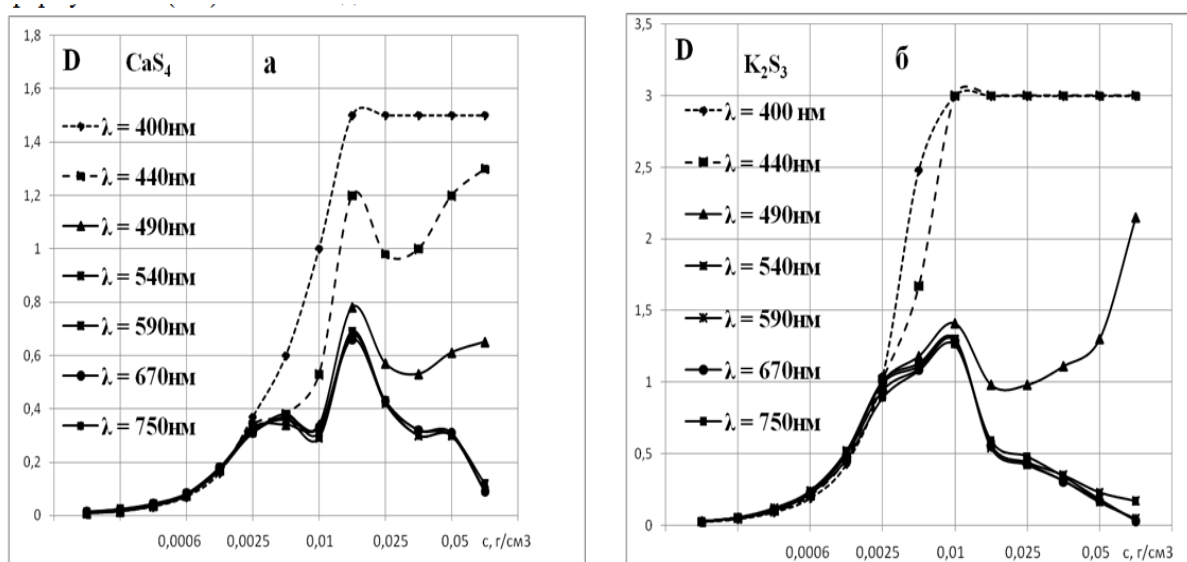 1,8
D CaS₄ а
1,6
λ = 400нм
1,4
λ = 440нм
1,2
λ = 490нм
1
λ = 540нм
0,8
λ = 590нм
0,6
λ = 670нм
0,4
λ = 750нм
0,2
0
0,0006 0,0025 0,01 0,025 0,05 с, г/см3
3,5
D K₂S₃ б
3
λ = 400 нм
λ = 440нм
2,5
λ = 490нм
2
λ = 540нм
1,5
λ = 590нм
1
λ = 670нм
λ = 750нм
0,5
0
0,0006 0,0025 0,01 0,025 0,05 с, г/см3